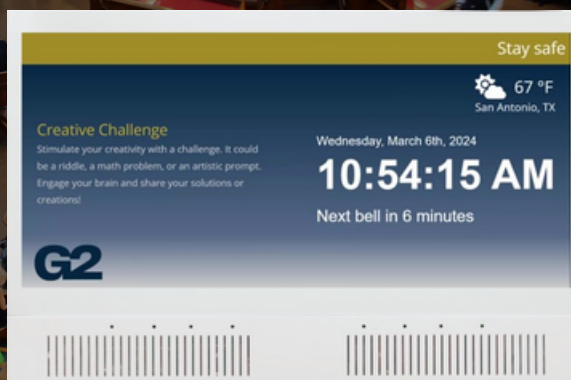 Stay safe
67 °F
San Antonio, TX
Creative Challenge
Stimulate your creativity with a challenge. It could
be a riddle, a math problem, or an artistic prompt.
Engage your brain and share your solutions or
creations!
Wednesday, March 6th, 2024
10:54:15 AM
Next bell in 6 minutes
G2